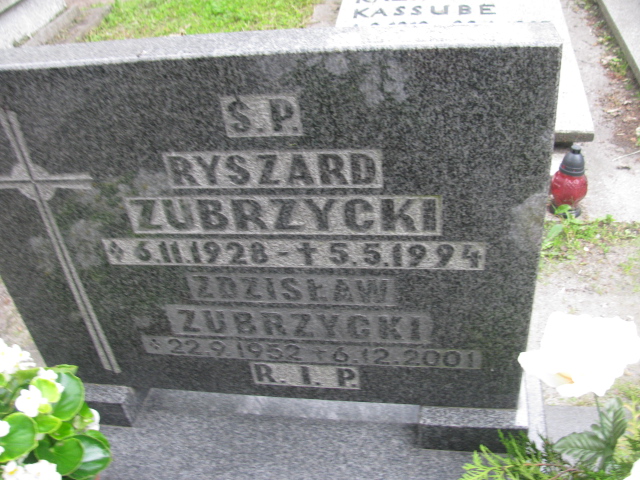 KASSUBE
Ś.P.
RYSZARD
ZUBRZYCKI
* 6.11.1928 - † 5.5.1994
ZDZISŁAW
ZUBRZYCKI
* 22.9.1952 † 6.12.2001
R. I. P.